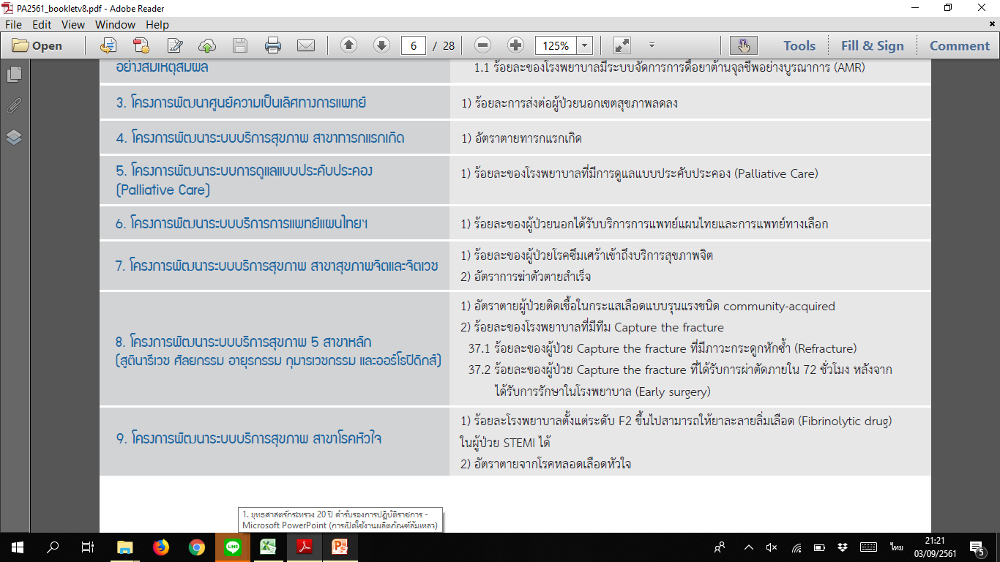 PA2561_bookletv8.pdf - Adobe Reader
File Edit View Window Help
Open 6 / 28 125% Tools Fill & Sign Comment
อย่างสมเหตุสมผล
1.1 ร้อยละของโรงพยาบาลมีระบบจัดการการดื้อยาต้านจุลชีพอย่างบูรณาการ (AMR)
3. โครงการพัฒนาศูนย์ความเป็นเลิศทางการแพทย์
1) ร้อยละการส่งต่อผู้ป่วยนอกเขตสุขภาพลดลง
4. โครงการพัฒนาระบบบริการสุขภาพ สาขาทารกแรกเกิด
1) อัตราตายทารกแรกเกิด
5. โครงการพัฒนาระบบการดูแลแบบประคับประคอง
(Palliative Care)
1) ร้อยละของโรงพยาบาลที่มีการดูแลแบบประคับประคอง (Palliative Care)
6. โครงการพัฒนาระบบบริการการแพทย์แผนไทยฯ
1) ร้อยละของผู้ป่วยนอกได้รับบริการการแพทย์แผนไทยและการแพทย์ทางเลือก
7. โครงการพัฒนาระบบบริการสุขภาพ สาขาสุขภาพจิตและจิตเวช
1) ร้อยละของผู้ป่วยโรคซึมเศร้าเข้าถึงบริการสุขภาพจิต
2) อัตราการฆ่าตัวตายสำเร็จ
8. โครงการพัฒนาระบบบริการสุขภาพ 5 สาขาหลัก
(สูตินารีเวช ศัลยกรรม อายุรกรรม กุมารเวชกรรม และออร์โรปิดิกส์)
1) อัตราตายผู้ป่วยติดเชื้อในกระแสเลือดแบบรุนแรงชนิด community-acquired
2) ร้อยละของโรงพยาบาลที่มีทีม Capture the fracture
37.1 ร้อยละของผู้ป่วย Capture the fracture ที่มีภาวะกระดูกหักซ้ำ (Refracture)
37.2 ร้อยละของผู้ป่วย Capture the fracture ที่ได้รับการผ่าตัดภายใน 72 ชั่วโมง หลังจาก
ได้รับการรักษาในโรงพยาบาล (Early surgery)
9. โครงการพัฒนาระบบบริการสุขภาพ สาขาโรคหัวใจ
1) ร้อยละโรงพยาบาลตั้งแต่ระดับ F2 ขึ้นไปสามารถให้ยาละลายลิ่มเลือด (Fibrinolytic drug)
ในผู้ป่วย STEMI ได้
2) อัตราตายจากโรคหลอดเลือดหัวใจ
1. ยุทธศาสตร์กระทรวง 20 ปี คำรับรองการปฏิบัติราชการ -
Microsoft PowerPoint (การเปิดใช้งานผลิตภัณฑ์ล้มเหลว)
LINE
ไทย
21:21
03/09/2561
5